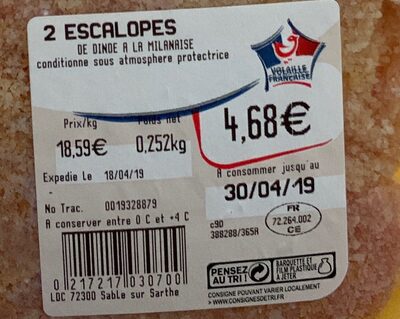 2 ESCALOPES
DE DINDE A LA MILANAISE
conditionne sous atmosphere protectrice
VOLAILLE
FRANÇAISE
Prix/kg Poids net
18,59€ 0,252kg
4,68€
Expedie Le 18/04/19
A consommer jusqu'au
30/04/19
No Trac. 0019328879
A conserver entre 0 C et +4 C
c90
388288/365A
FR
72.264.002
CE
0 217217 030700
LDC 72300 Sable sur Sarthe
PENSEZ
AU TRI !
BARQUETTE ET
FILM PLASTIQUE
À JETER
CONSIGNE POUVANT VARIER LOCALEMENT
> WWW.CONSIGNESDETRI.FR